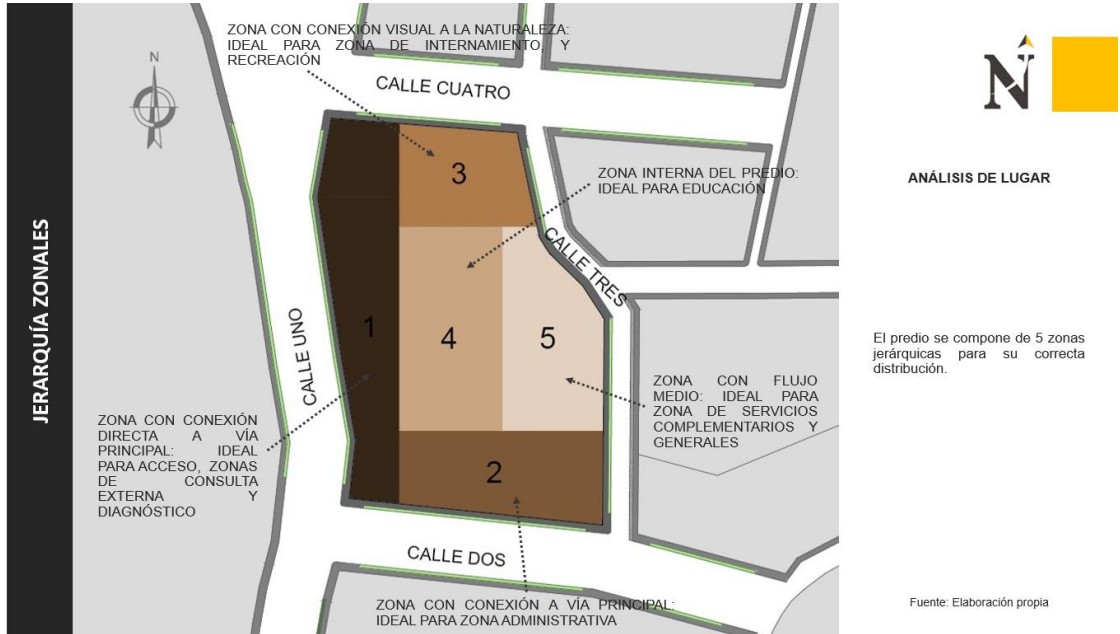 JERARQUÍA ZONALES
ZONA CON CONEXIÓN VISUAL A LA NATURALEZA:
IDEAL PARA ZONA DE INTERNAMIENTO Y
RECREACIÓN
N
CALLE CUATRO
3
ZONA INTERNA DEL PREDIO:
IDEAL PARA EDUCACIÓN
CALLE TRES
CALLE UNO
1
4
5
ZONA CON FLUJO
MEDIO: IDEAL PARA
ZONA DE SERVICIOS
COMPLEMENTARIOS Y
GENERALES
ZONA CON CONEXIÓN
DIRECTA A VÍA
PRINCIPAL: IDEAL
PARA ACCESO, ZONAS
DE CONSULTA
EXTERNA Y
DIAGNÓSTICO
2
CALLE DOS
ZONA CON CONEXIÓN A VÍA PRINCIPAL:
IDEAL PARA ZONA ADMINISTRATIVA
N
ANÁLISIS DE LUGAR
El predio se compone de 5 zonas
jerárquicas para su correcta
distribución.
Fuente: Elaboración propia